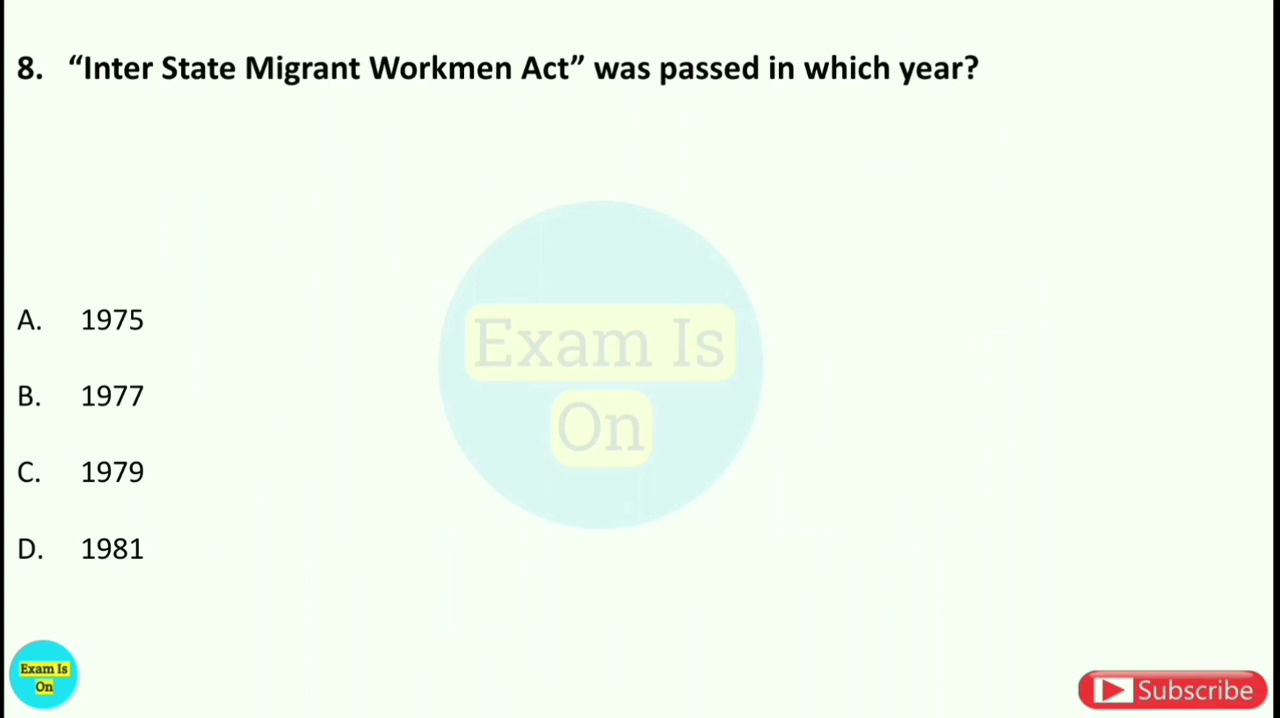 8. “Inter State Migrant Workmen Act” was passed in which year?
Exam Is
On
A. 1975
B. 1977
C. 1979
D. 1981
Exam Is
On
Subscribe